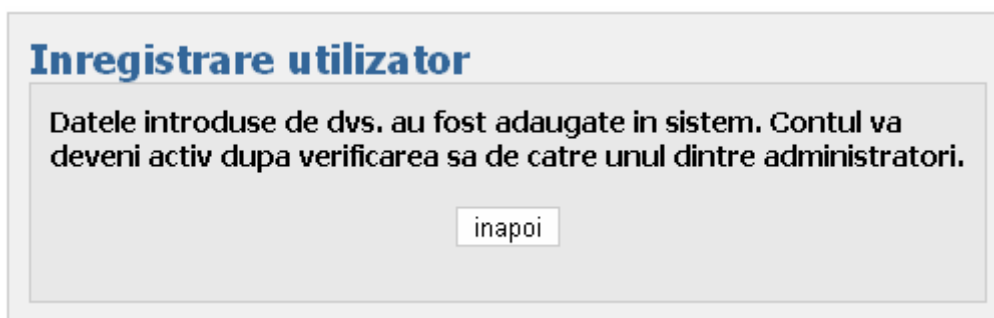 Inregistrare utilizator
Datele introduse de dvs. au fost adaugate in sistem. Contul va
deveni activ dupa verificarea sa de catre unul dintre administratori.
inapoi